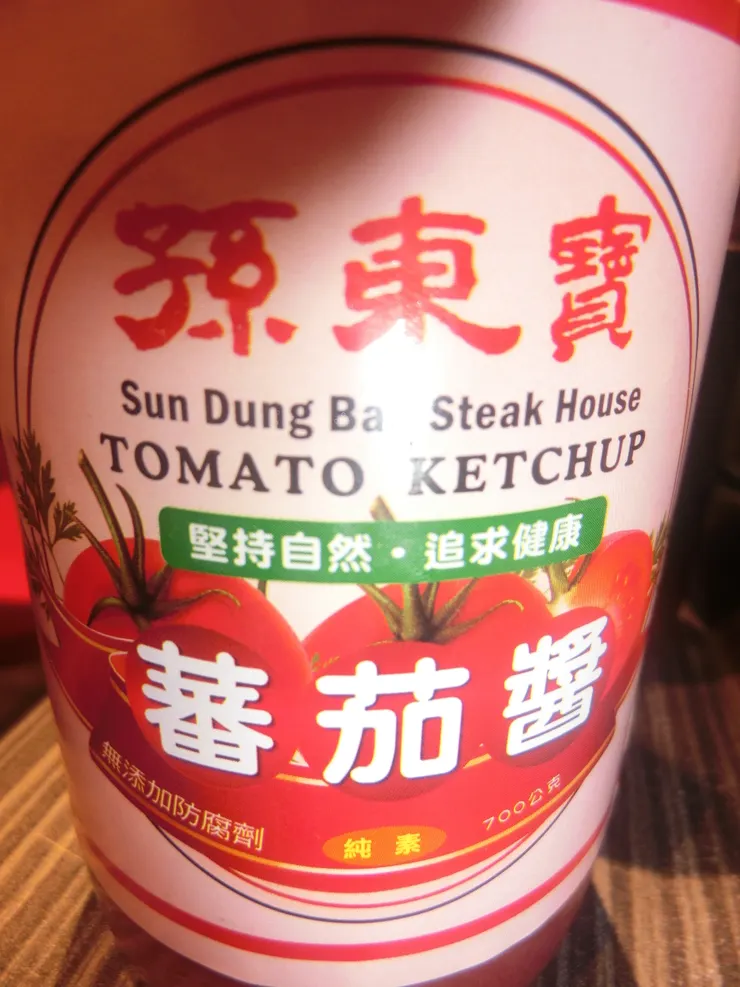 孫東寶
Sun Dung Steak House
TOMATO KETCHUP
堅持自然・追求健康
蕃茄醬
無添加防腐劑
純素
700公克